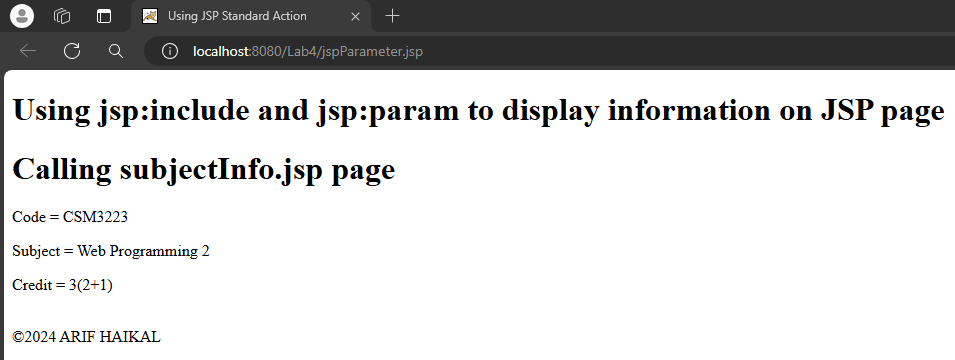 Using JSP Standard Action
localhost:8080/Lab4/jspParameter.jsp
Using jsp:include and jsp:param to display information on JSP page
Calling subjectInfo.jsp page
Code = CSM3223
Subject = Web Programming 2
Credit = 3(2+1)
©2024 ARIF HAIKAL